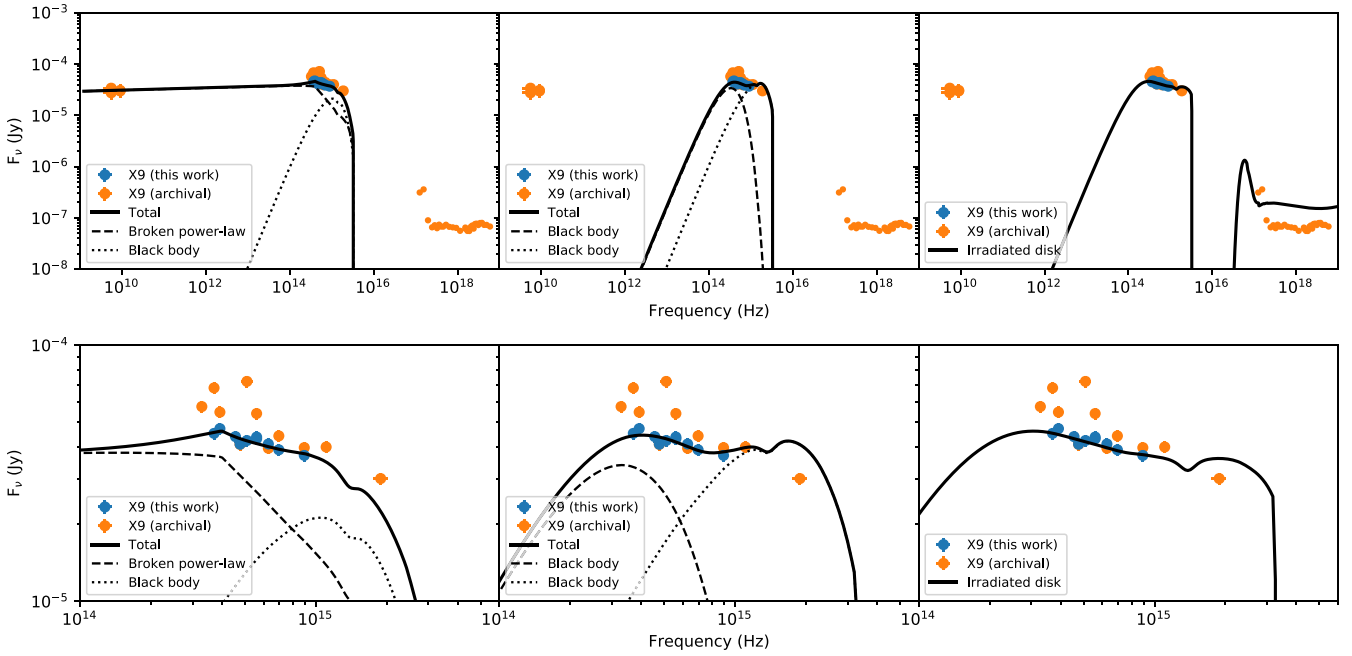 10⁻³
10⁻⁴
10⁻⁵
10⁻⁶
10⁻⁷
10⁻⁸
F_ν (Jy)
X9 (this work)
X9 (archival)
Total
Broken power-law
Black body
X9 (this work)
X9 (archival)
Total
Black body
Black body
X9 (this work)
X9 (archival)
Irradiated disk
10¹⁰ 10¹² 10¹⁴ 10¹⁶ 10¹⁸
10¹⁰ 10¹² 10¹⁴ 10¹⁶ 10¹⁸
10¹⁰ 10¹² 10¹⁴ 10¹⁶ 10¹⁸
Frequency (Hz)
10⁻⁴
10⁻⁵
F_ν (Jy)
X9 (this work)
X9 (archival)
Total
Broken power-law
Black body
X9 (this work)
X9 (archival)
Total
Black body
Black body
X9 (this work)
X9 (archival)
Irradiated disk
10¹⁴ 10¹⁵
10¹⁴ 10¹⁵
10¹⁴ 10¹⁵
Frequency (Hz)